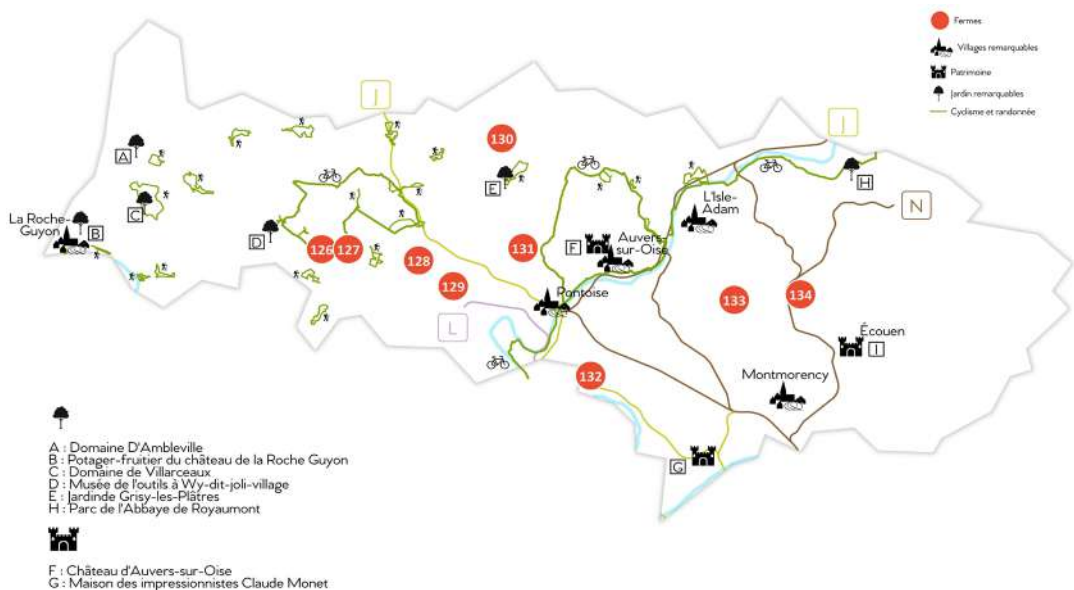 Fermes
Villages remarquables
Patrimoine
Jardin remarquables
Cyclisme et randonnée
J
J
130
A
E
H
C
L'Isle-
Adam
N
La Roche-
Guyon
B
D
126
127
128
131
F
Auvers-
sur-Oise
129
Pontoise
133
134
L
Écouen
I
132
Montmorency
G
A : Domaine D'Ambleville
B : Potager-fruitier du château de la Roche Guyon
C : Domaine de Villarceaux
D : Musée de l'outils à Wy-dit-joli-village
E : Jardinde Grisy-les-Plâtres
H : Parc de l'Abbaye de Royaumont
F : Château d'Auvers-sur-Oise
G : Maison des impressionnistes Claude Monet